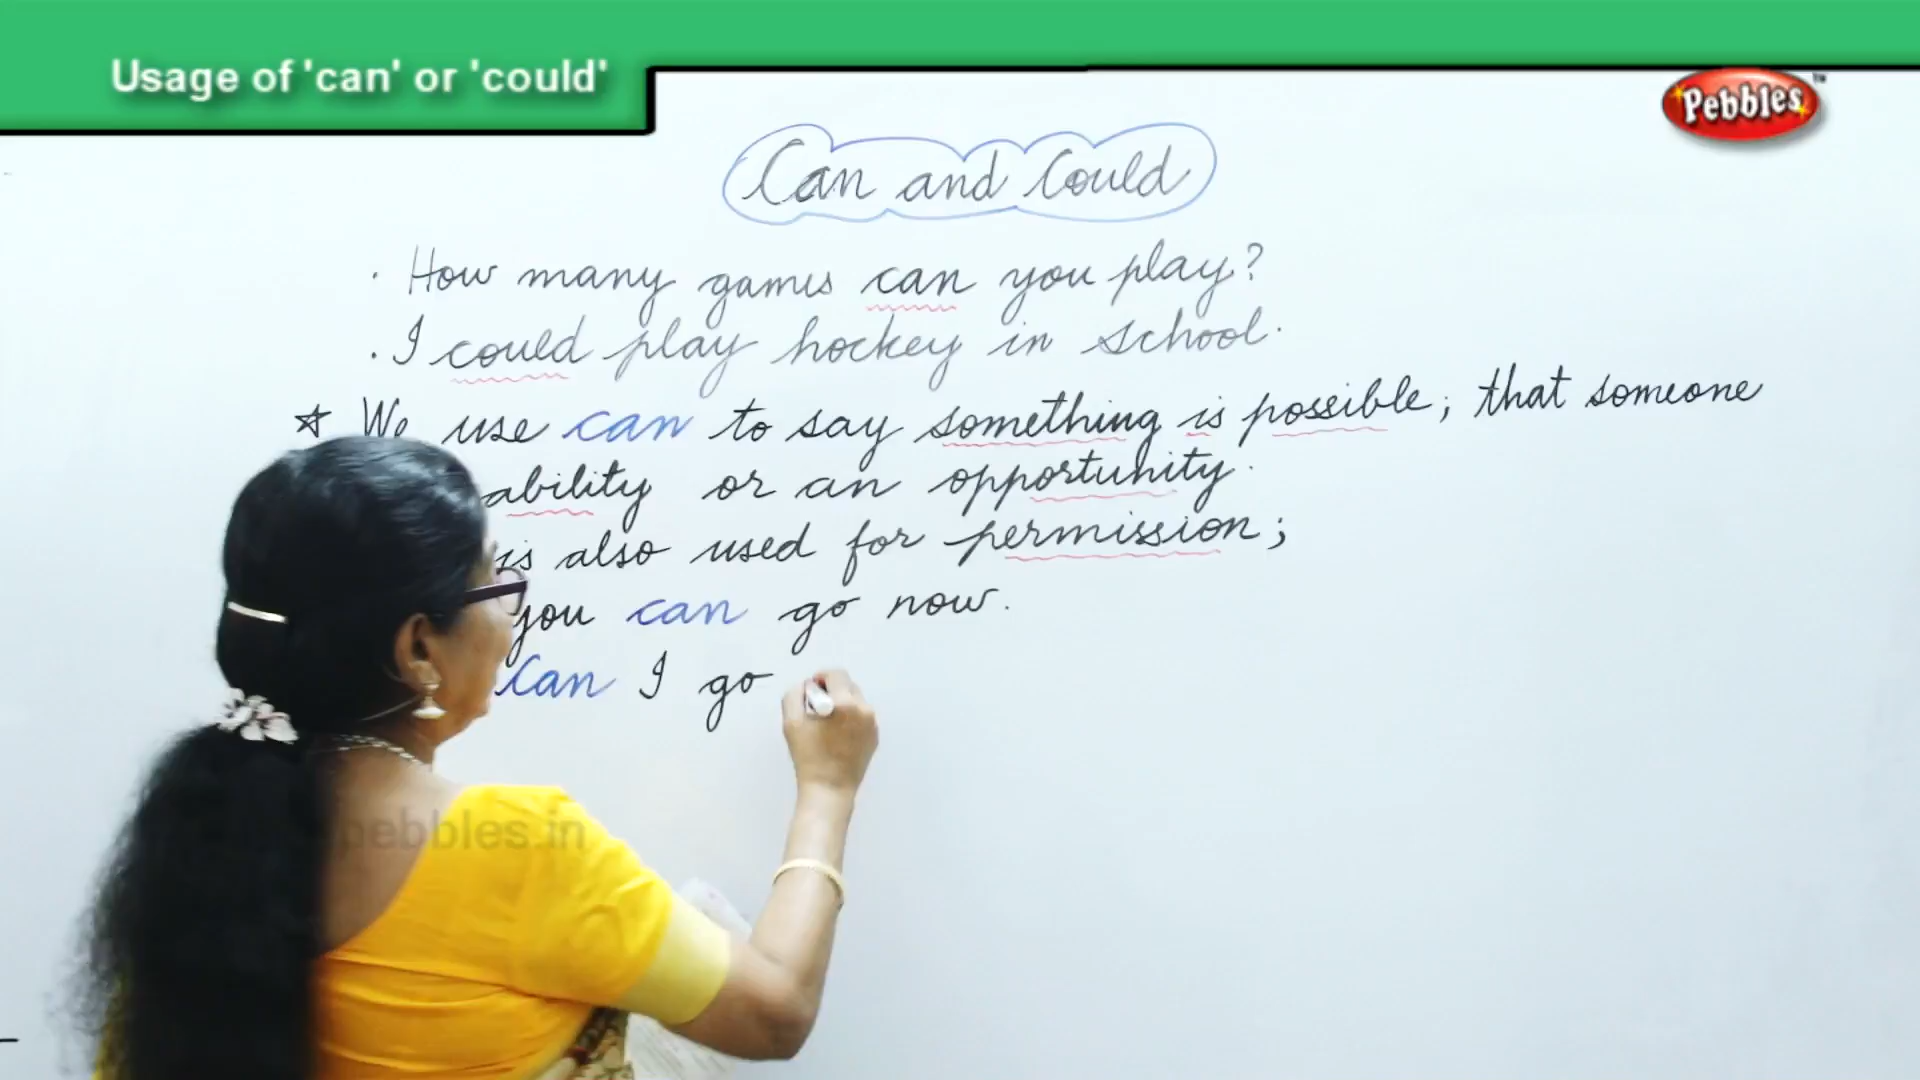 Usage of 'can' or 'could'
Pebbles™
Can and Could
· How many games can you play?
· I could play hockey in school.
☆ We use can to say something is possible; that someone
ability or an opportunity.
is also used for permission;
you can go now.
Can I go
pebbles.in